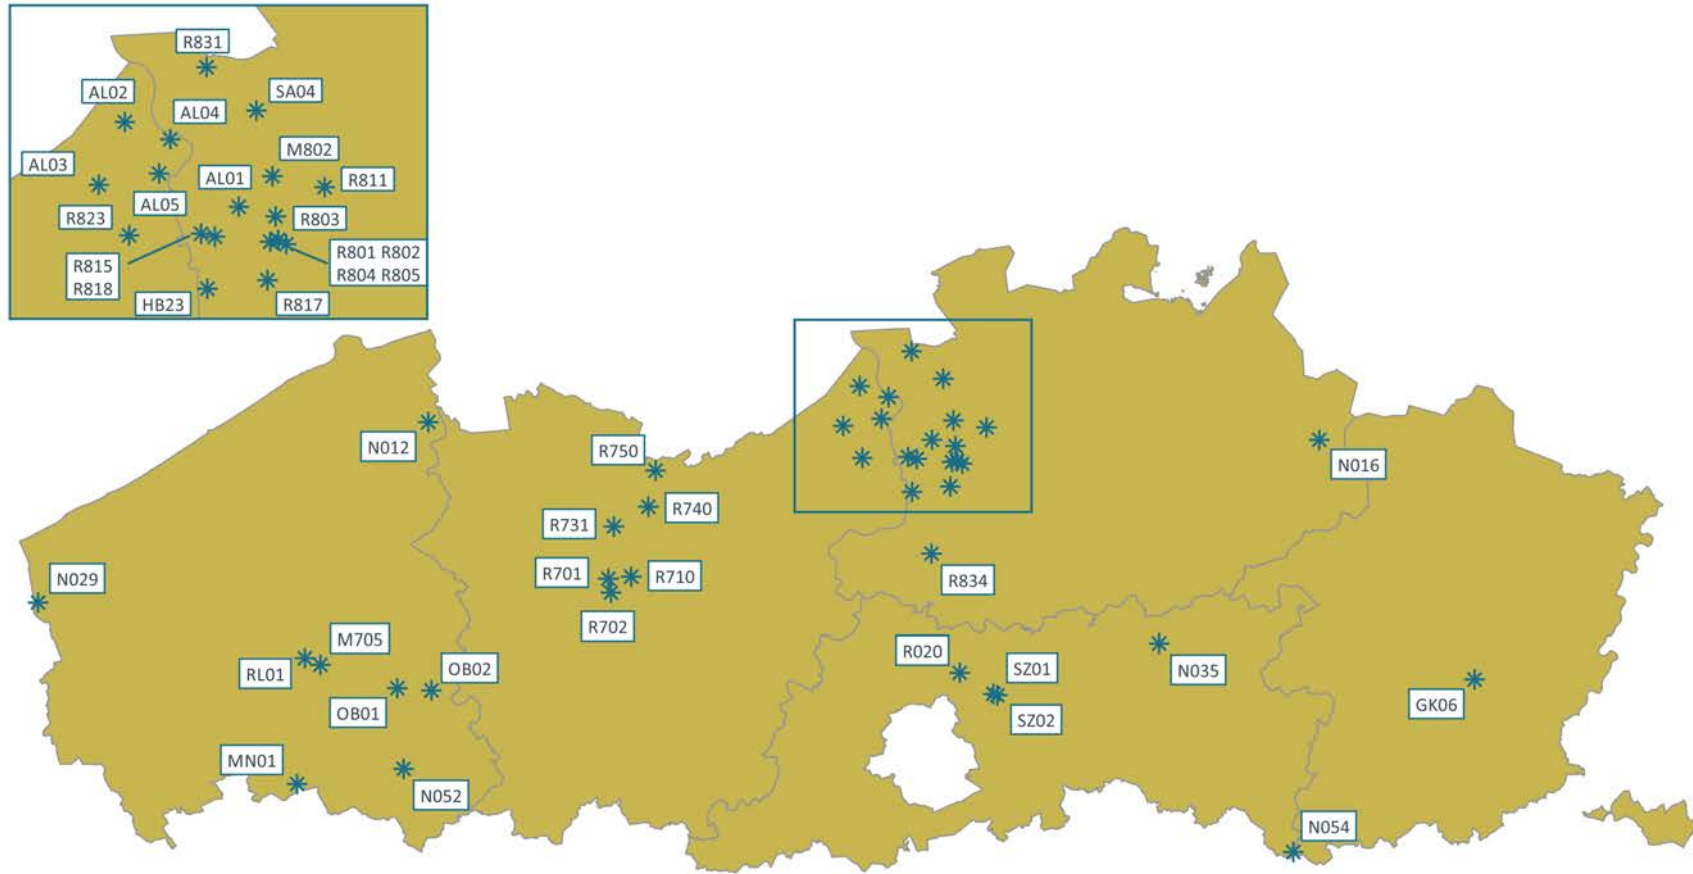 R831
AL02
SA04
AL04
M802
AL03
AL01
R811
AL05
R823
R803
R801 R802
R804 R805
R815
R818
HB23
R817
N012
R750
N016
R740
R731
R701
R710
N029
R834
R702
M705
RL01
OB02
R020
SZ01
N035
OB01
SZ02
GK06
MN01
N052
N054